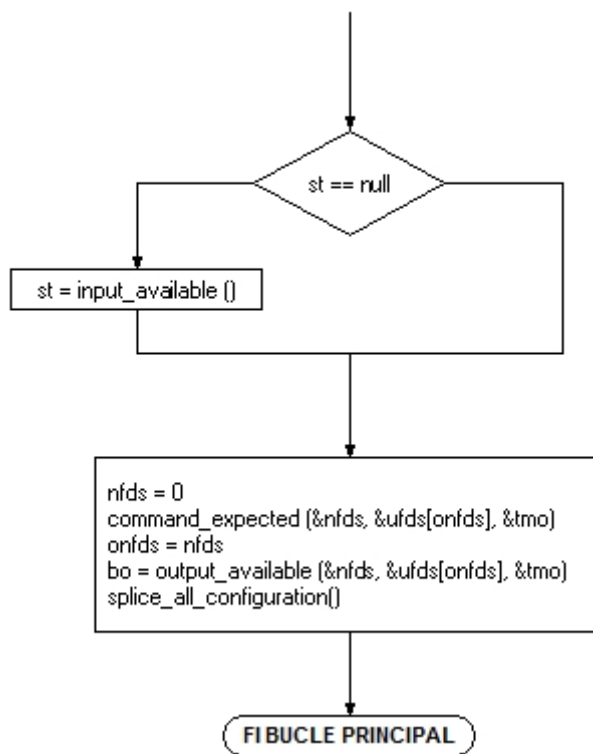 st == null
st = input_available ()
nfds = 0
command_expected (&nfds, &ufds[onfds], &tmo)
onfds = nfds
bo = output_available (&nfds, &ufds[onfds], &tmo)
splice_all_configuration()
FI BUCLE PRINCIPAL